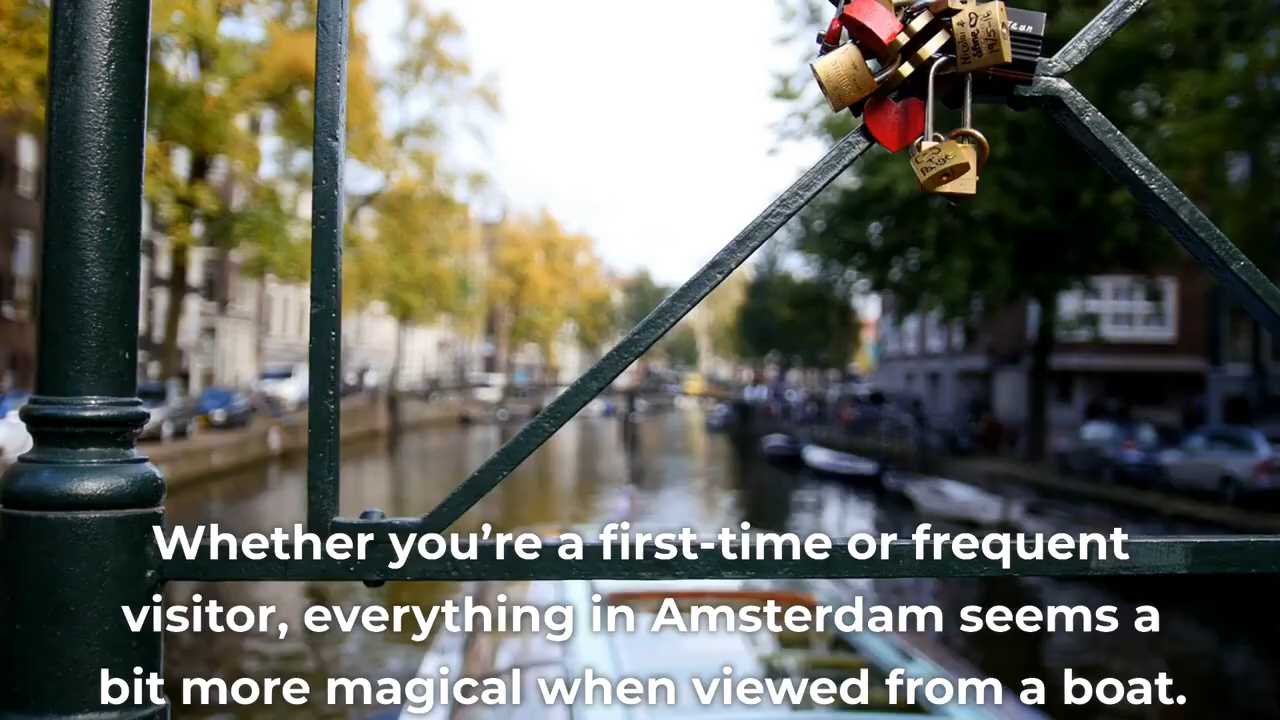 Jean
Whether you’re a first-time or frequent
visitor, everything in Amsterdam seems a
bit more magical when viewed from a boat.